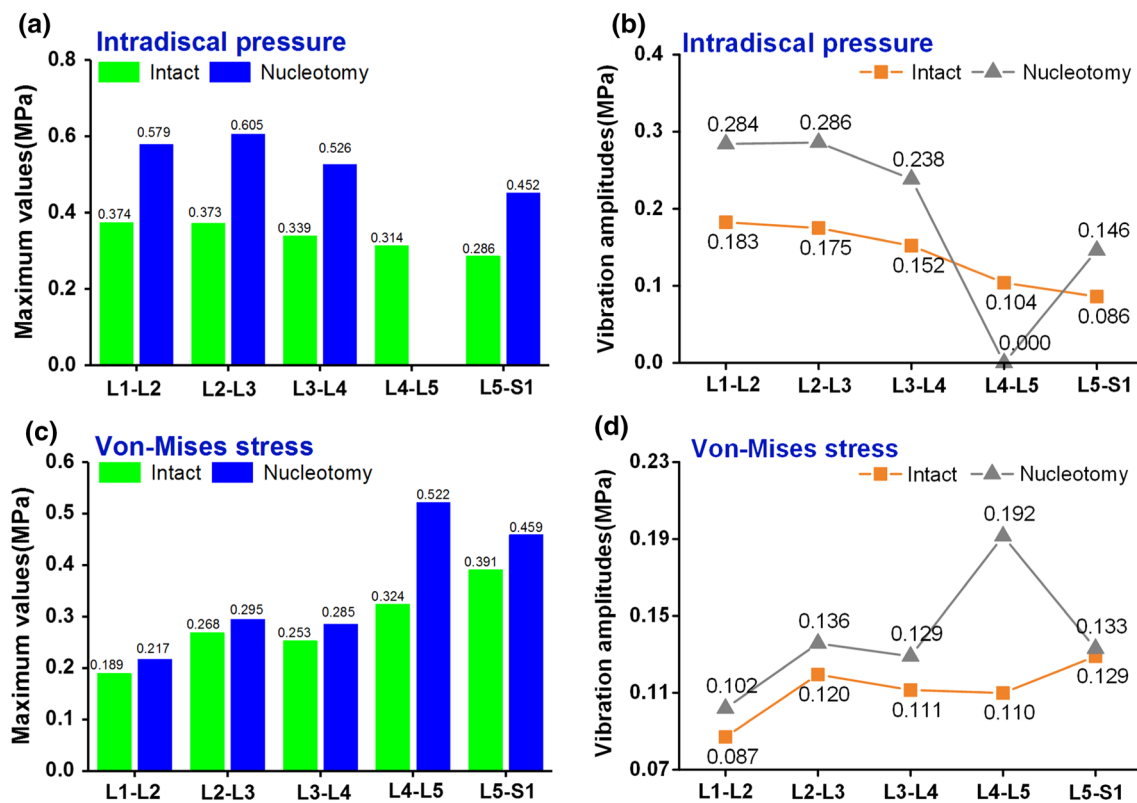 (a)
Intradiscal pressure
Intact Nucleotomy
Maximum values(MPa)
0.8
0.6
0.4
0.2
0.0
0.374 0.579 0.373 0.605 0.339 0.526 0.314 0.286 0.452
L1-L2 L2-L3 L3-L4 L4-L5 L5-S1
(b)
Intradiscal pressure
Intact Nucleotomy
Vibration amplitudes(MPa)
0.4
0.3
0.2
0.1
0.0
0.284 0.286 0.238 0.000 0.146
0.183 0.175 0.152 0.104 0.086
L1-L2 L2-L3 L3-L4 L4-L5 L5-S1
(c)
Von-Mises stress
Intact Nucleotomy
Maximum values(MPa)
0.6
0.5
0.4
0.3
0.2
0.1
0.0
0.189 0.217 0.268 0.295 0.253 0.285 0.324 0.522 0.391 0.459
L1-L2 L2-L3 L3-L4 L4-L5 L5-S1
(d)
Von-Mises stress
Intact Nucleotomy
Vibration amplitudes(MPa)
0.23
0.19
0.15
0.11
0.07
0.102 0.136 0.129 0.192 0.133
0.087 0.120 0.111 0.110 0.129
L1-L2 L2-L3 L3-L4 L4-L5 L5-S1